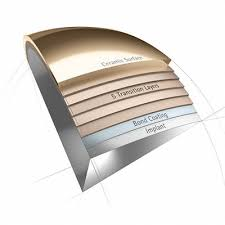 Ceramic Surface
5 Transition Layers
Bond Coating
Implant